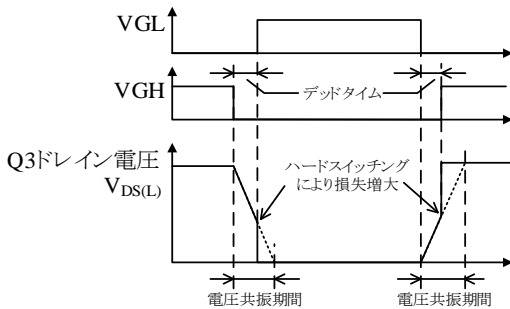 VGL
VGH
デッドタイム
Q3ドレイン電圧
VDS(L)
ハードスイッチング
により損失増大
電圧共振期間
電圧共振期間